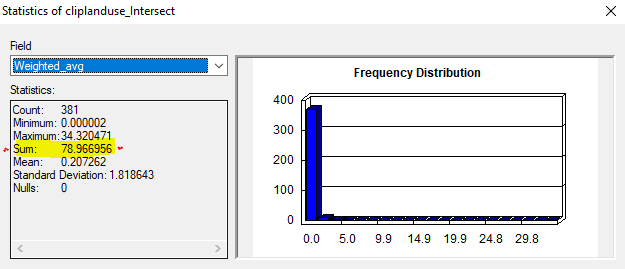 Statistics of cliplanduse_Intersect
Field
Weighted_avg
Statistics:
Count: 381
Minimum: 0.000002
Maximum: 34.320471
Sum: 78.966956
Mean: 0.207262
Standard Deviation: 1.818643
Nulls: 0
Frequency Distribution
400
300
200
100
0
0.0 5.0 9.9 14.9 19.9 24.8 29.8